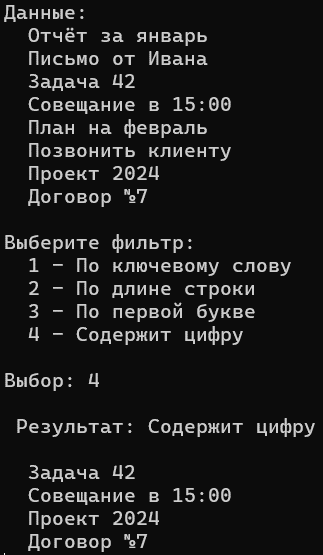 Данные:
Отчёт за январь
Письмо от Ивана
Задача 42
Совещание в 15:00
План на февраль
Позвонить клиенту
Проект 2024
Договор №7
Выберите фильтр:
1 – По ключевому слову
2 – По длине строки
3 – По первой букве
4 – Содержит цифру
Выбор: 4
Результат: Содержит цифру
Задача 42
Совещание в 15:00
Проект 2024
Договор №7